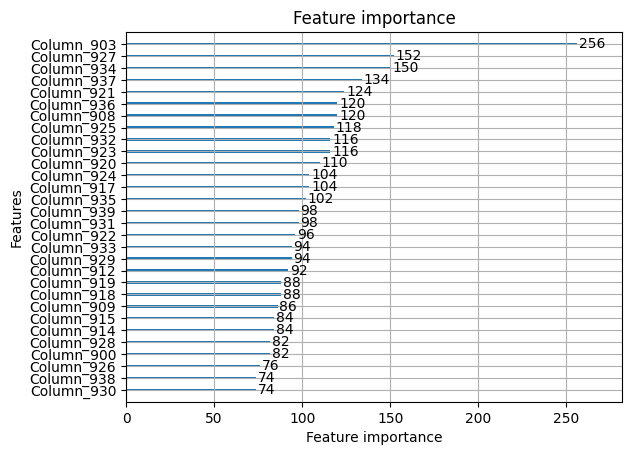 Feature importance
Column_903 256
Column_927 152
Column_934 150
Column_937 134
Column_921 124
Column_936 120
Column_908 120
Column_925 118
Column_932 116
Column_923 116
Column_920 110
Column_924 104
Column_917 104
Column_935 102
Column_939 98
Column_931 98
Column_922 96
Column_933 94
Column_929 94
Column_912 92
Column_919 88
Column_918 88
Column_909 86
Column_915 84
Column_914 84
Column_928 82
Column_900 82
Column_926 76
Column_938 74
Column_930 74
Features
0 50 100 150 200 250
Feature importance